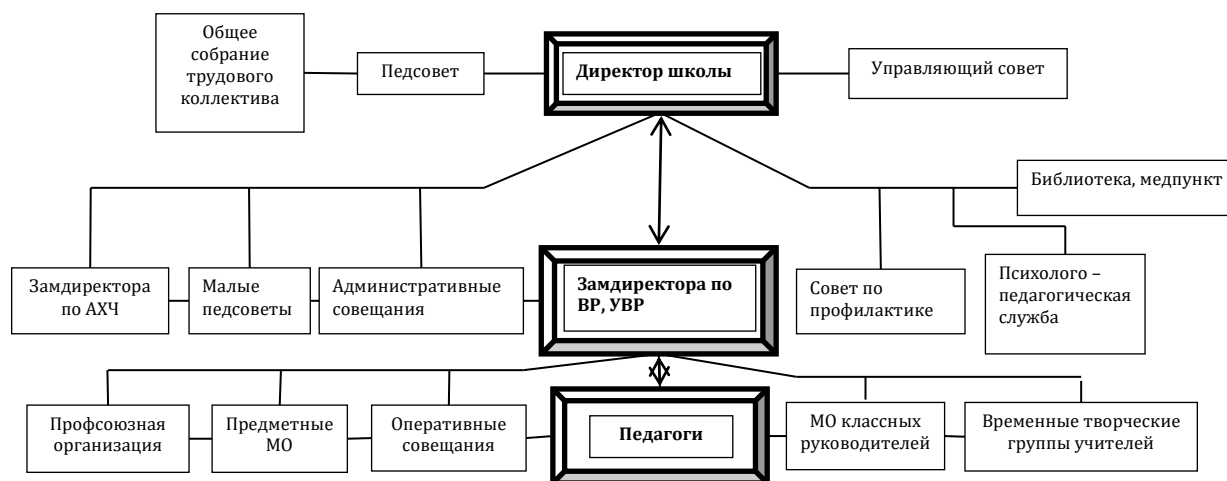 Общее
собрание
трудового
коллектива
Педсовет
Директор школы
Управляющий совет
Библиотека, медпункт
Замдиректора
по АХЧ
Малые
педсоветы
Административные
совещания
Замдиректора по
ВР, УВР
Совет по
профилактике
Психолого –
педагогическая
служба
Профсоюзная
организация
Предметные
МО
Оперативные
совещания
Педагоги
МО классных
руководителей
Временные творческие
группы учителей